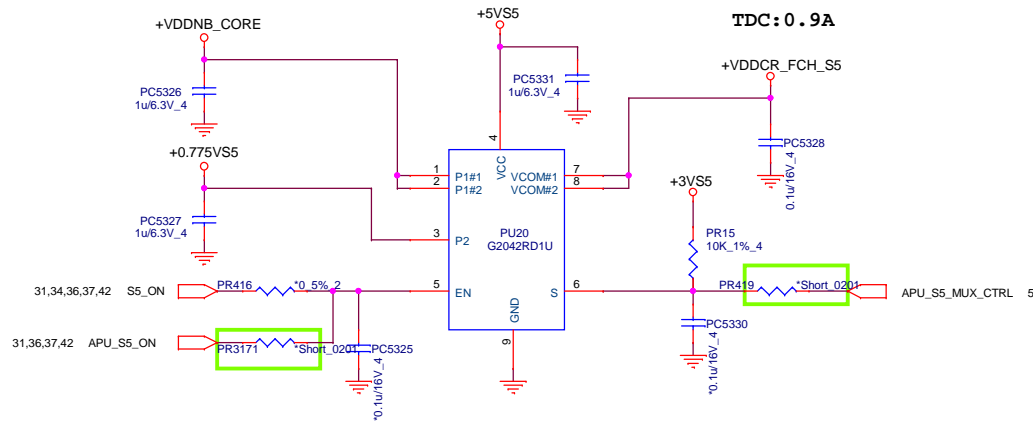 TDC:0.9A
+5VS5
+VDDNB_CORE
+VDDCR_FCH_S5
PC5326
1u/6.3V_4
PC5331
1u/6.3V_4
4
VCC
PC5328
0.1u/16V_4
+0.775VS5
1
P1#1
2
P1#2
7
VCOM#1
8
VCOM#2
+3VS5
PC5327
1u/6.3V_4
3
P2
PU20
G2042RD1U
PR15
10K_1%_4
31,34,36,37,42 S5_ON
PR416
*0_5%_2
5
EN
S
6
PR419
*Short_0201
APU_S5_MUX_CTRL 5
GND
9
31,36,37,42 APU_S5_ON
PR3171
*Short_0201
PC5325
*0.1u/16V_4
PC5330
*0.1u/16V_4